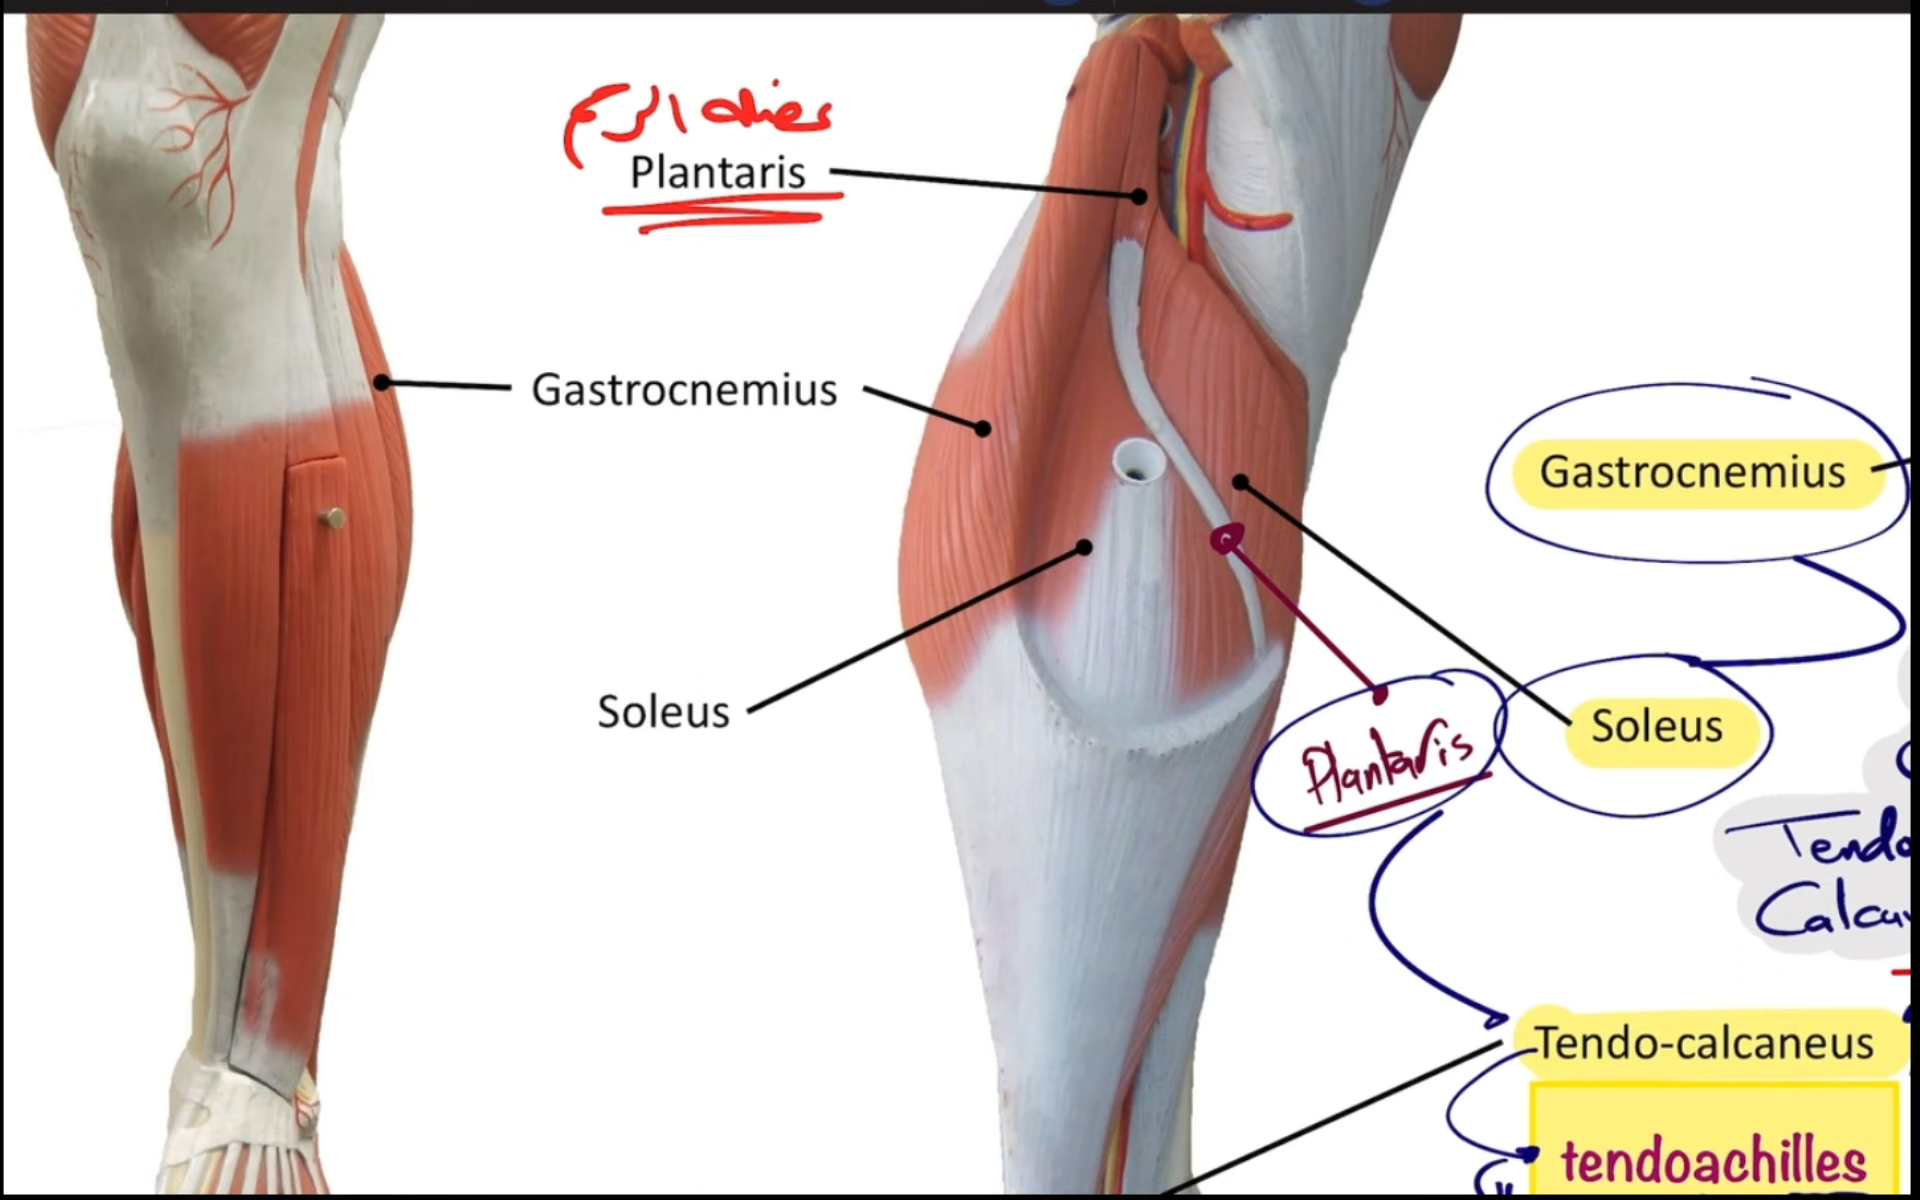 Plantaris
Gastrocnemius
Soleus
Gastrocnemius
Soleus
Plantaris
Tendo-calcaneus
tendoachilles